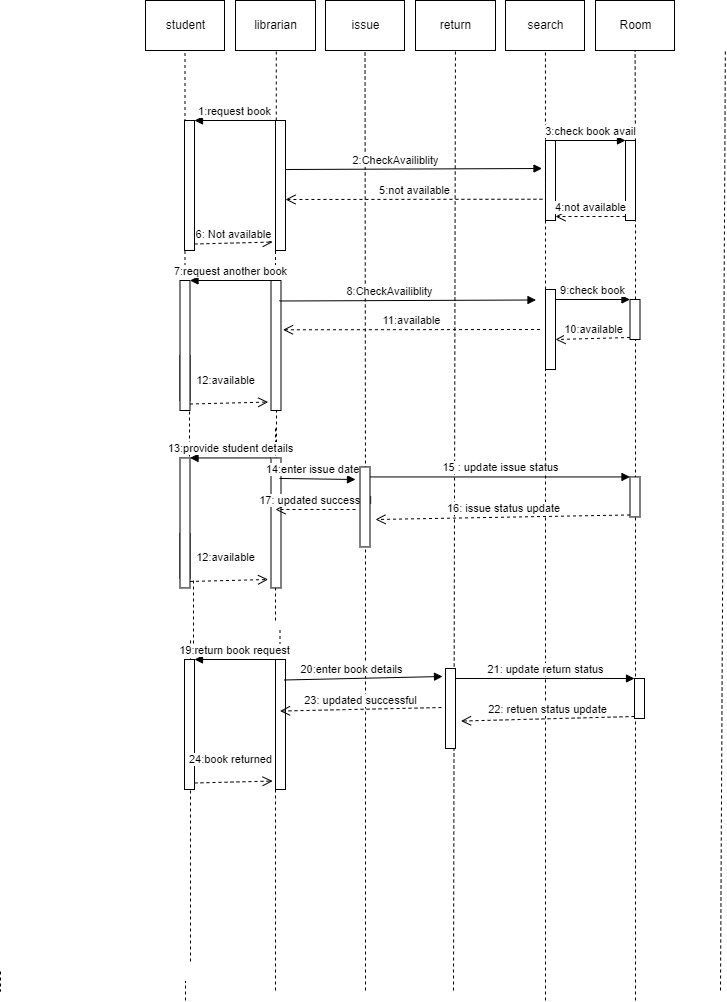 student
librarian
issue
return
search
Room
1:request book
3:check book avail
2:CheckAvailiblity
5:not available
4:not available
6: Not available
7:request another book
8:CheckAvailiblity
9:check book
11:available
10:available
12:available
13:provide student details
14:enter issue date
15 : update issue status
17: updated success
16: issue status update
12:available
19:return book request
20:enter book details
21: update return status
23: updated successful
22: retuen status update
24:book returned